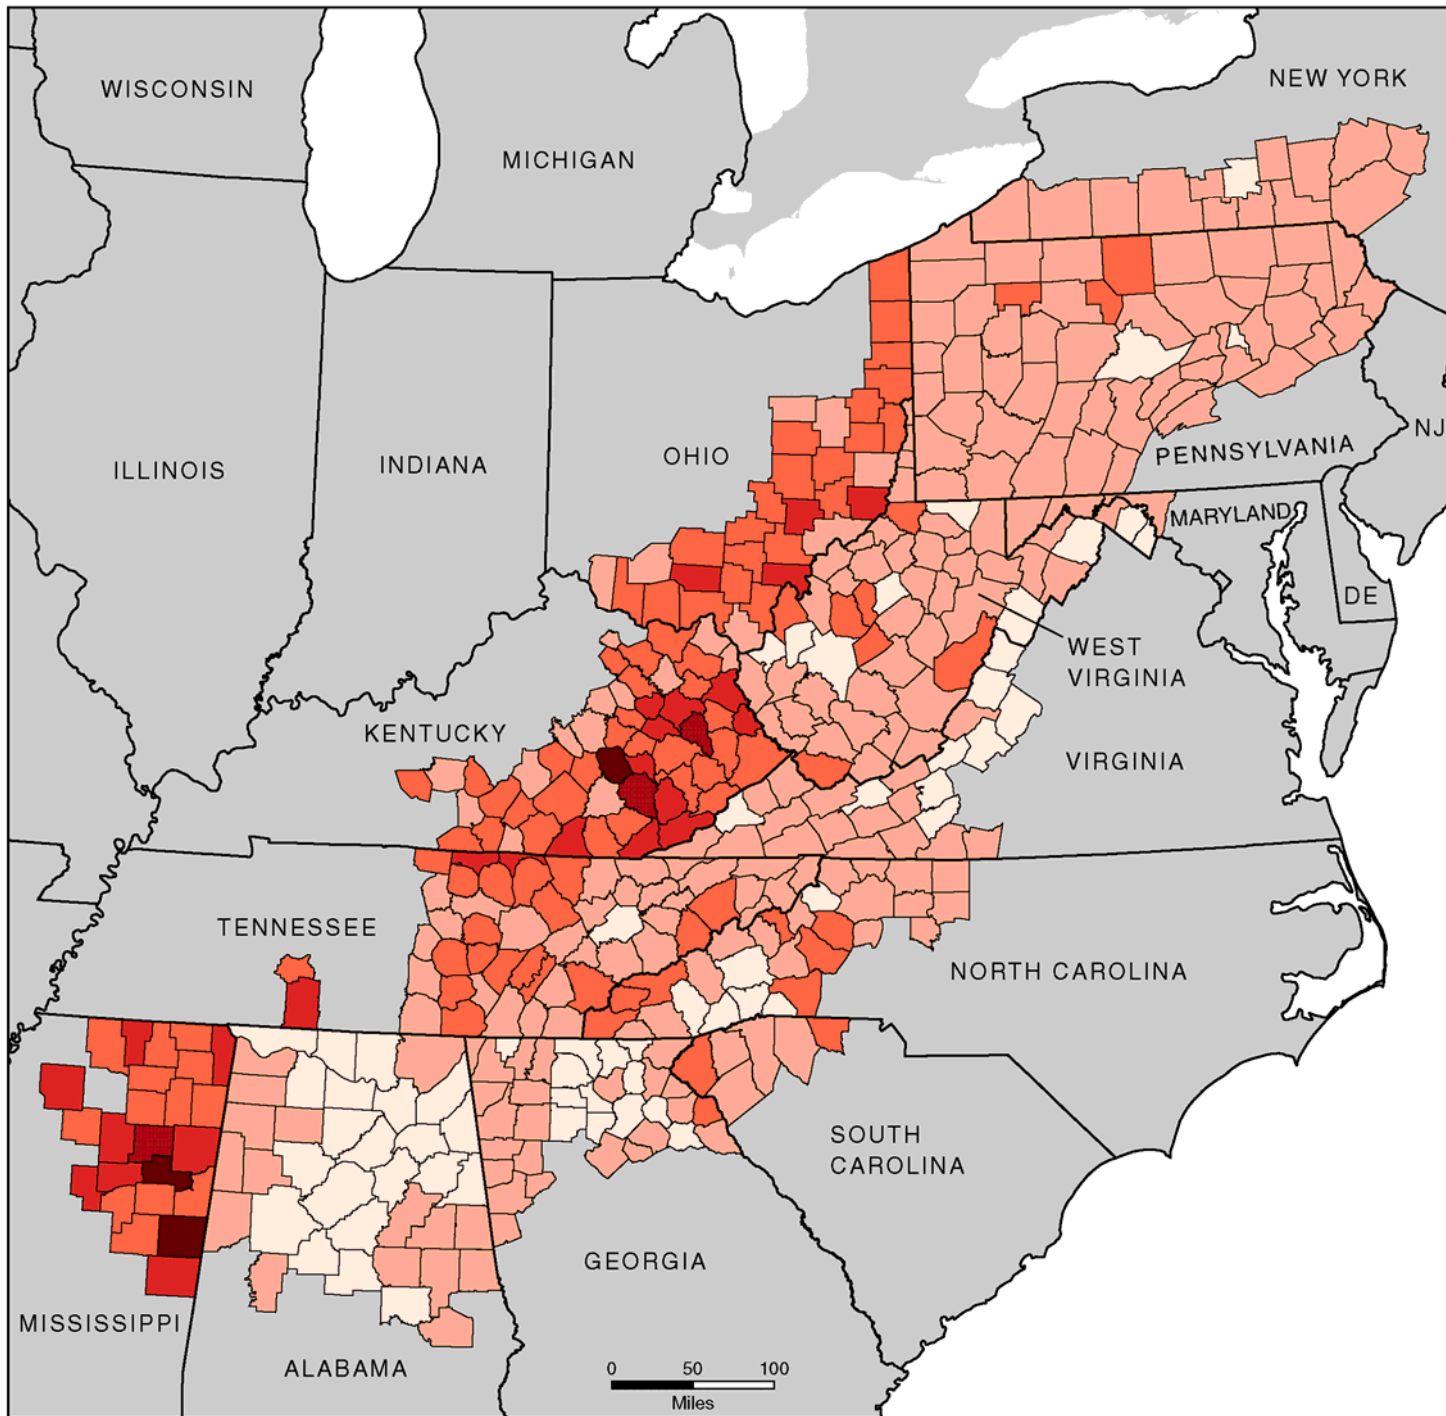 WISCONSIN
NEW YORK
MICHIGAN
ILLINOIS
INDIANA
OHIO
PENNSYLVANIA
NJ
MARYLAND
DE
WEST
VIRGINIA
KENTUCKY
VIRGINIA
TENNESSEE
NORTH CAROLINA
SOUTH
CAROLINA
GEORGIA
MISSISSIPPI
ALABAMA
0 50 100
Miles